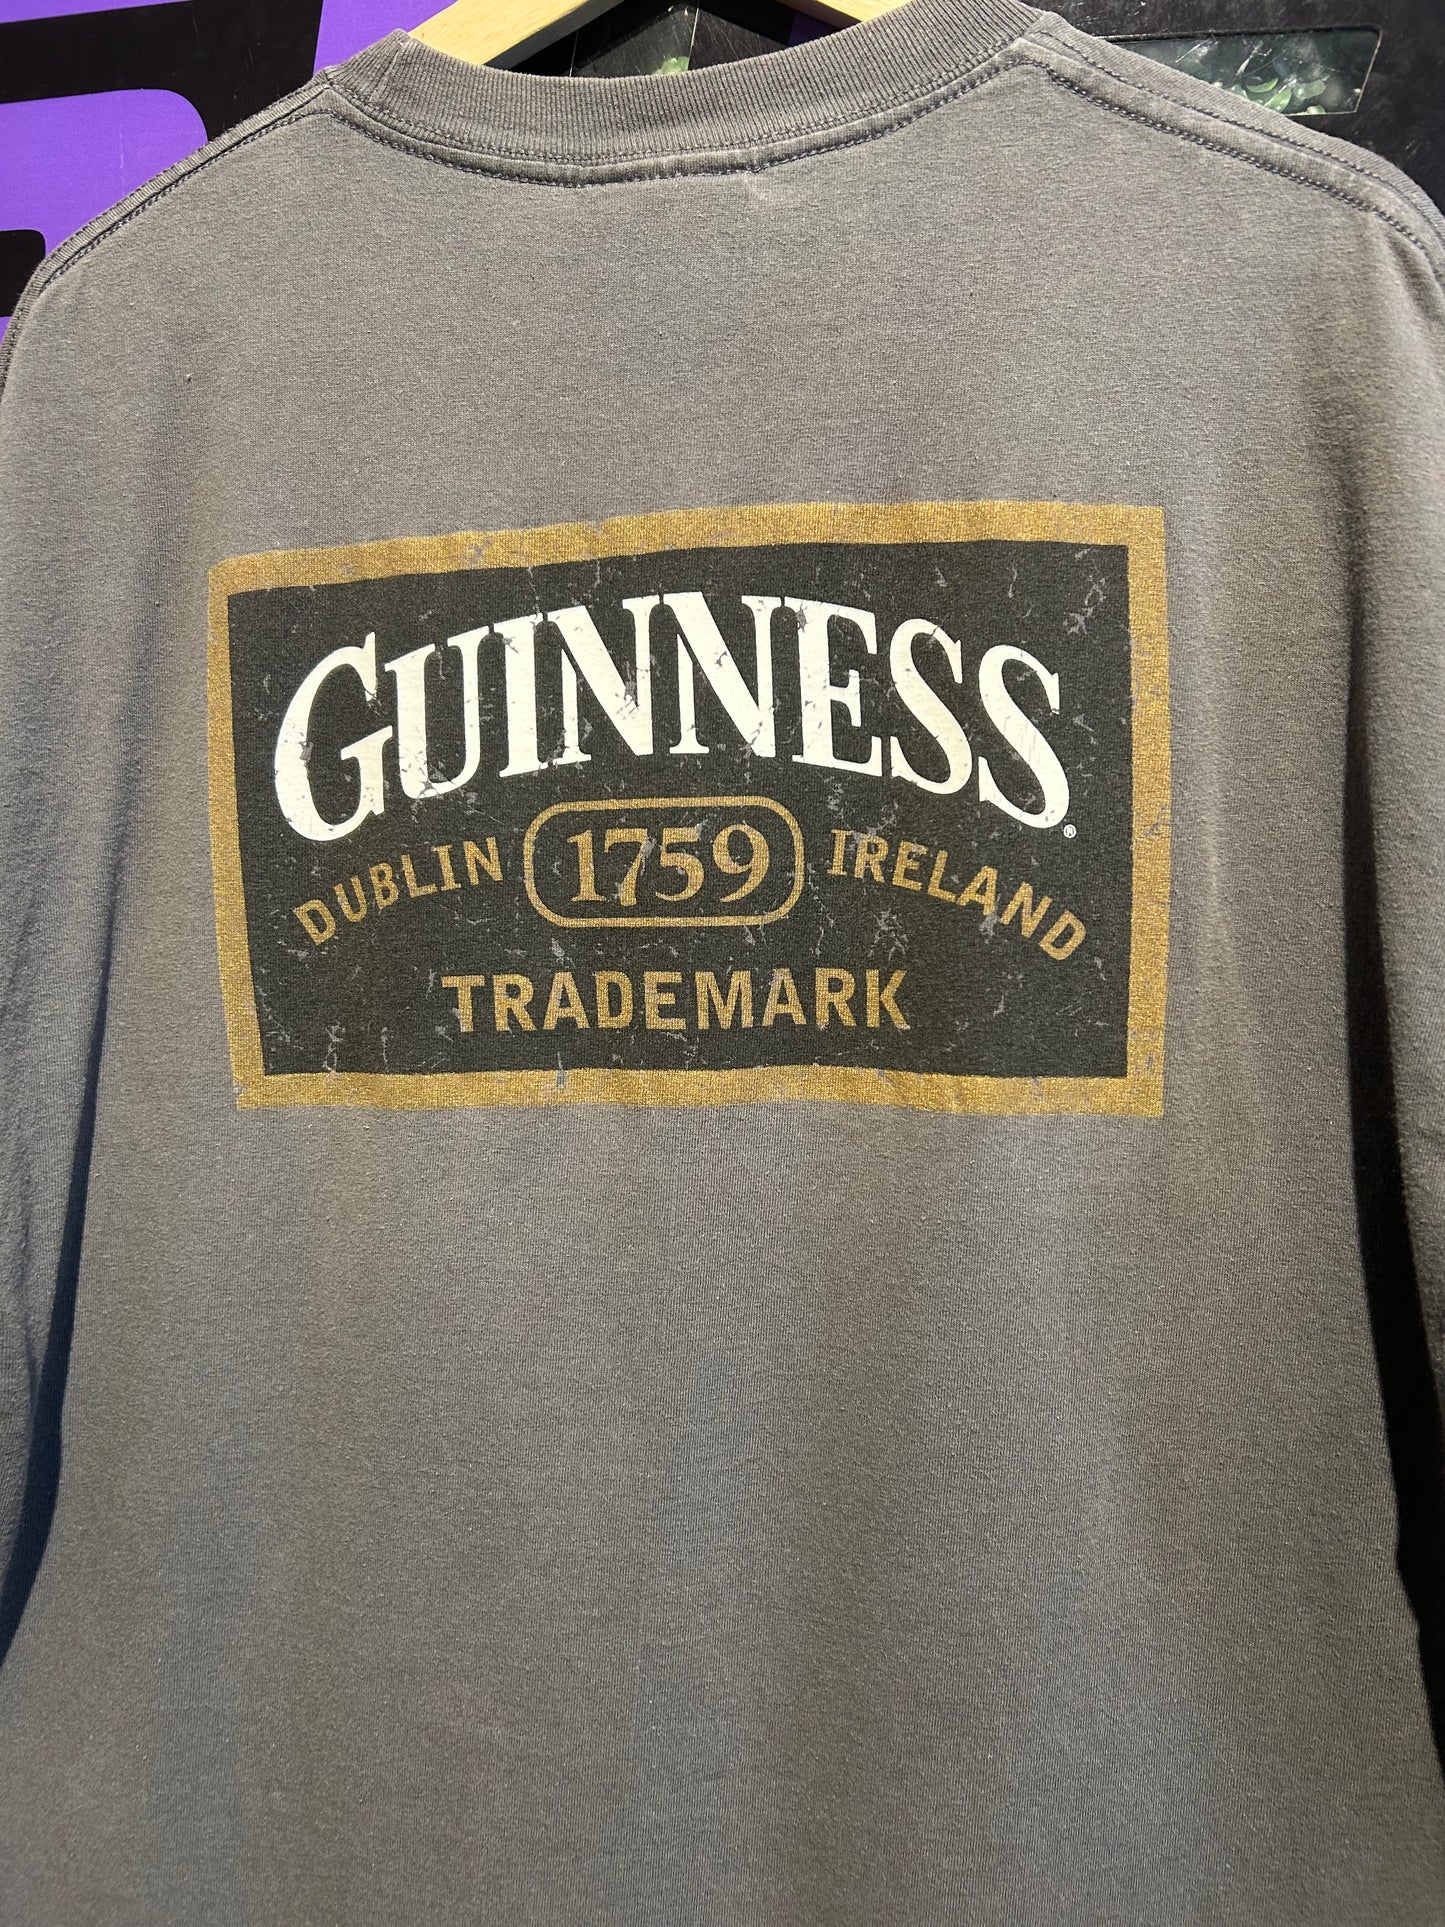 GUINNESS®
DUBLIN 1759 IRELAND
TRADEMARK